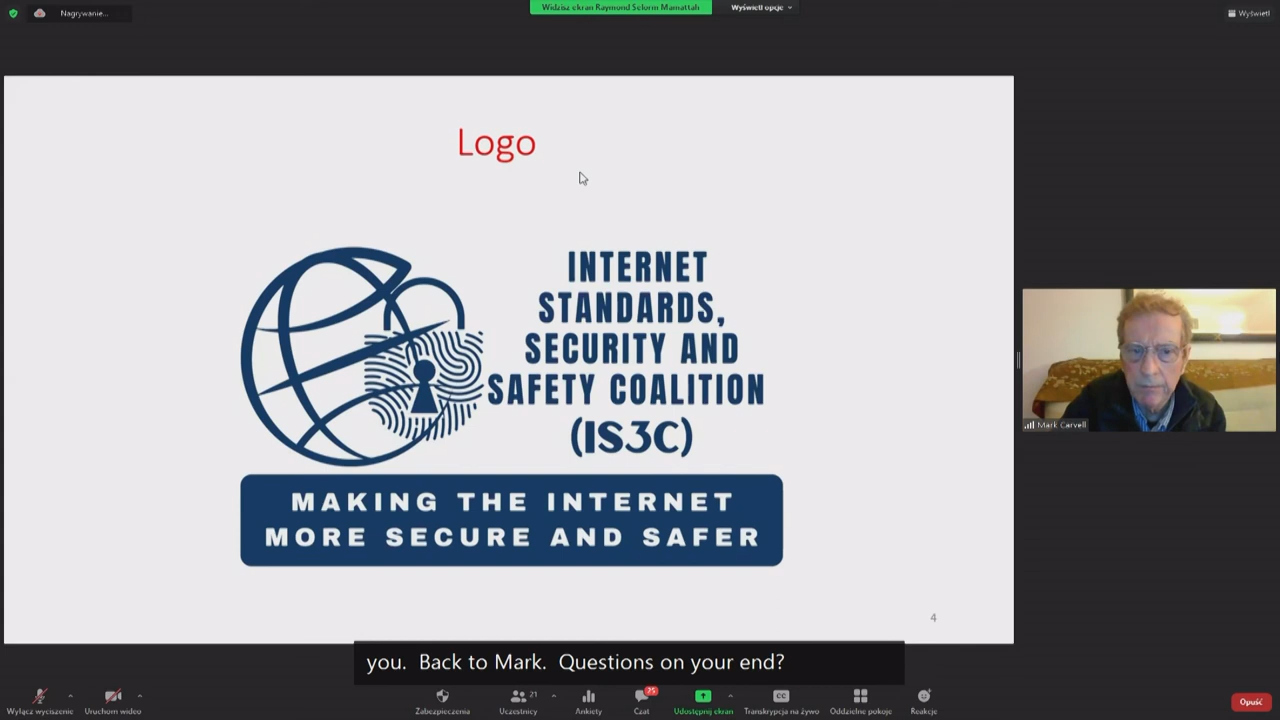 Nagrywanie...
Widzisz ekran Raymond Selorm Mamattah
Wyświetl opcje
Wyświetl
Logo
INTERNET
STANDARDS,
SECURITY AND
SAFETY COALITION
(IS3C)
MAKING THE INTERNET
MORE SECURE AND SAFER
4
Mark Carvell
you. Back to Mark. Questions on your end?
Wyłącz wyciszenie
Uruchom wideo
Zabezpieczenia
21
Uczestnicy
Ankiety
25
Czat
Udostępnij ekran
CC
Transkrypcja na żywo
Oddzielne pokoje
Reakcje
Opuść